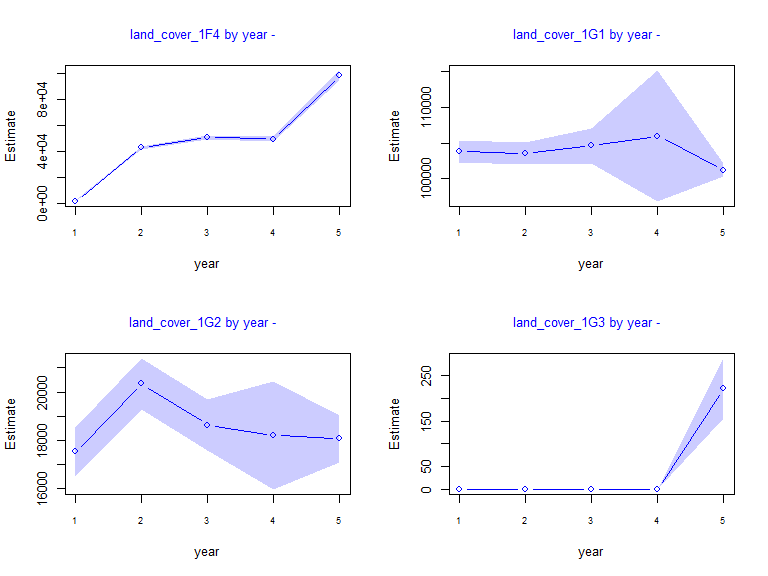 land_cover_1F4 by year -
Estimate
0e+00
4e+04
8e+04
1
2
3
4
5
year
land_cover_1G1 by year -
Estimate
100000
110000
1
2
3
4
5
year
land_cover_1G2 by year -
Estimate
16000
18000
20000
1
2
3
4
5
year
land_cover_1G3 by year -
Estimate
0
50
150
250
1
2
3
4
5
year